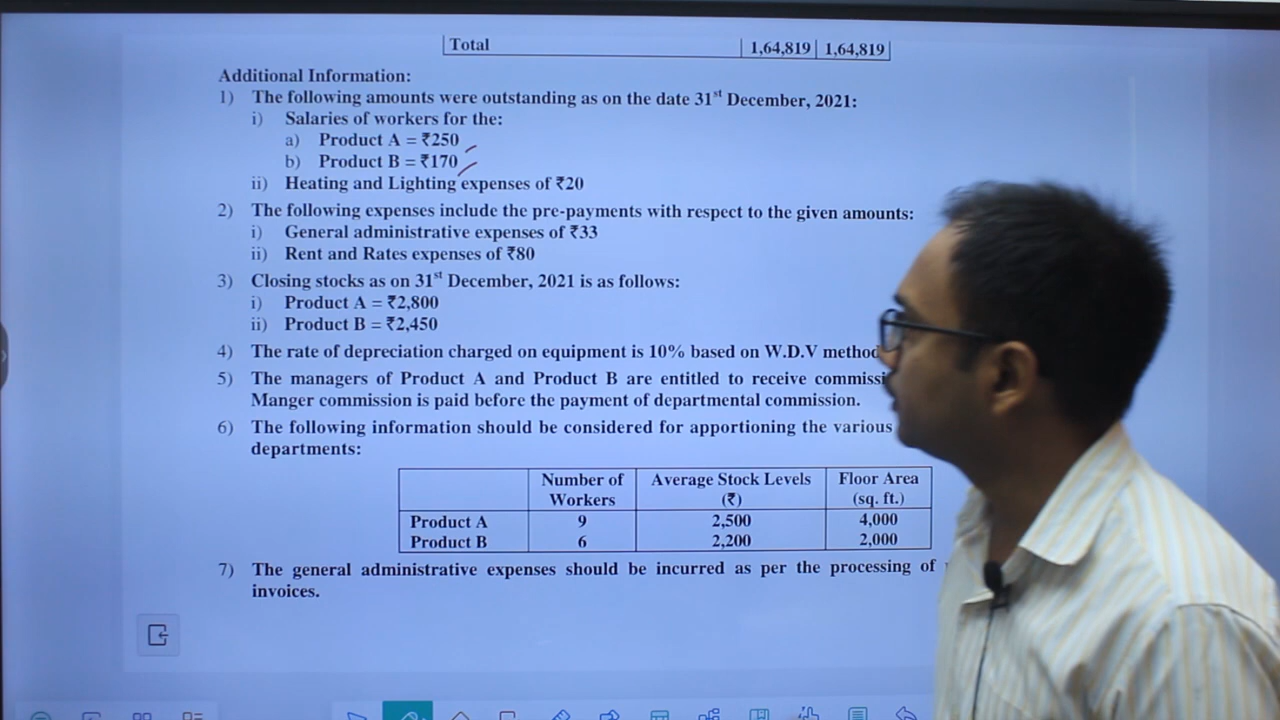 Total 1,64,819 1,64,819
Additional Information:
1) The following amounts were outstanding as on the date 31st December, 2021:
i) Salaries of workers for the:
a) Product A = ₹250
b) Product B = ₹170
ii) Heating and Lighting expenses of ₹20
2) The following expenses include the pre-payments with respect to the given amounts:
i) General administrative expenses of ₹33
ii) Rent and Rates expenses of ₹80
3) Closing stocks as on 31st December, 2021 is as follows:
i) Product A = ₹2,800
ii) Product B = ₹2,450
4) The rate of depreciation charged on equipment is 10% based on W.D.V method
5) The managers of Product A and Product B are entitled to receive commissi
Manger commission is paid before the payment of departmental commission.
6) The following information should be considered for apportioning the various
departments:
Number of Workers Average Stock Levels (₹) Floor Area (sq. ft.)
Product A 9 2,500 4,000
Product B 6 2,200 2,000
7) The general administrative expenses should be incurred as per the processing of
invoices.